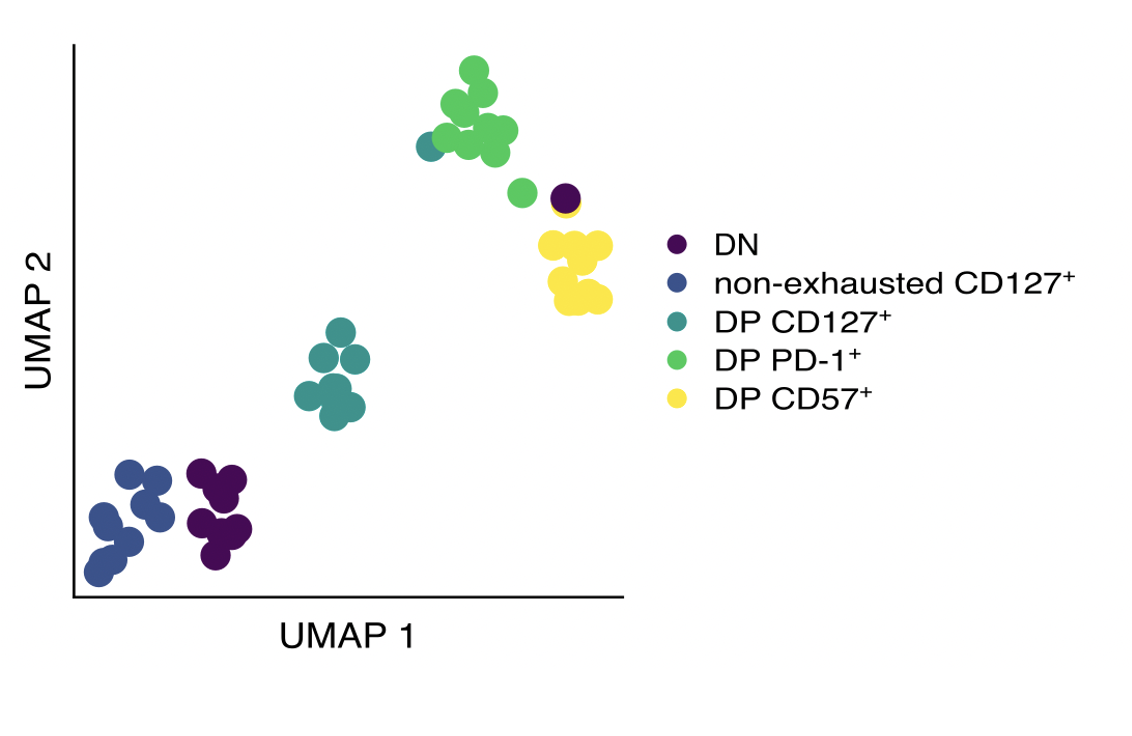 UMAP 2
DN
non-exhausted CD127⁺
DP CD127⁺
DP PD-1⁺
DP CD57⁺
UMAP 1